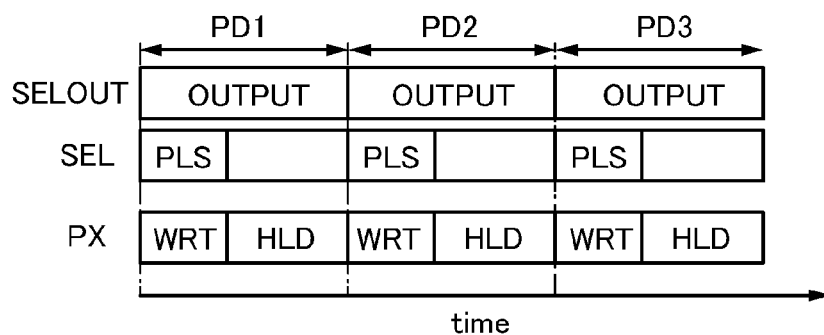 PD1 PD2 PD3
SELOUT OUTPUT OUTPUT OUTPUT
SEL PLS PLS PLS
PX WRT HLD WRT HLD WRT HLD
time